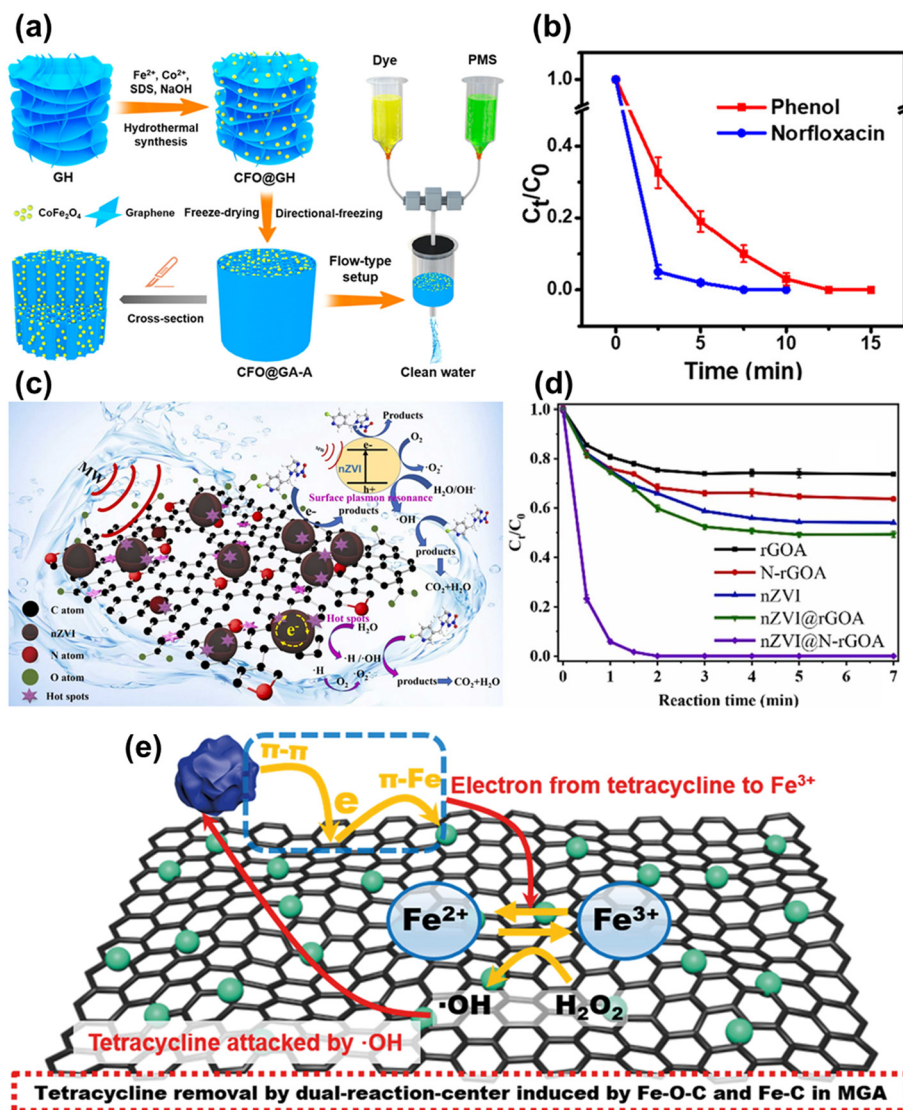 (a)
Fe²⁺, Co²⁺,
SDS, NaOH
Hydrothermal
synthesis
GH
CFO@GH
CoFe₂O₄
Graphene
Freeze-drying
Directional-freezing
Cross-section
CFO@GA-A
Flow-type
setup
Dye
PMS
Clean water
(b)
Cₜ/C₀
1.0
0.4
0.2
0.0
Phenol
Norfloxacin
0 5 10 15
Time (min)
(c)
MW
Products
e-
nZVI
h+
O₂
·O₂⁻
H₂O/OH⁻
Surface plasmon resonance
e-
products
·OH
products
CO₂+H₂O
C atom
nZVI
N atom
O atom
Hot spots
Hot spots
e-
H₂O
·H /·OH
·H
O₂
·O₂⁻
products
CO₂+H₂O
(d)
Cₜ/C₀
1.0
0.8
0.6
0.4
0.2
0.0
rGOA
N-rGOA
nZVI
nZVI@rGOA
nZVI@N-rGOA
0 1 2 3 4 5 6 7
Reaction time (min)
(e)
π-π
e
π-Fe
Electron from tetracycline to Fe³⁺
Fe²⁺
Fe³⁺
·OH
H₂O₂
Tetracycline attacked by ·OH
Tetracycline removal by dual-reaction-center induced by Fe-O-C and Fe-C in MGA